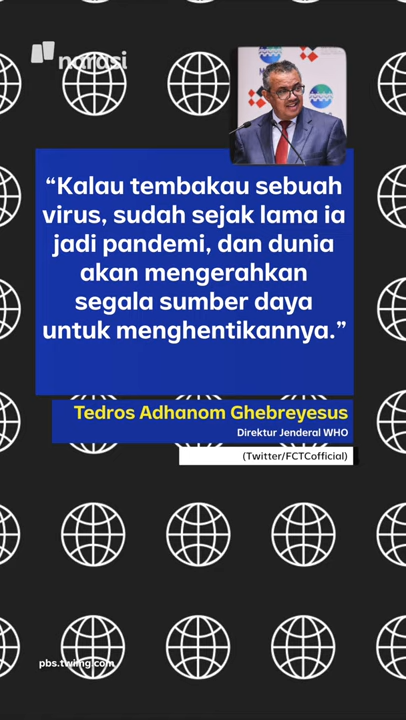 narasi
“Kalau tembakau sebuah
virus, sudah sejak lama ia
jadi pandemi, dan dunia
akan mengerahkan
segala sumber daya
untuk menghentikannya.”
Tedros Adhanom Ghebreyesus
Direktur Jenderal WHO
(Twitter/FCTCofficial)
pbs.twimg.com